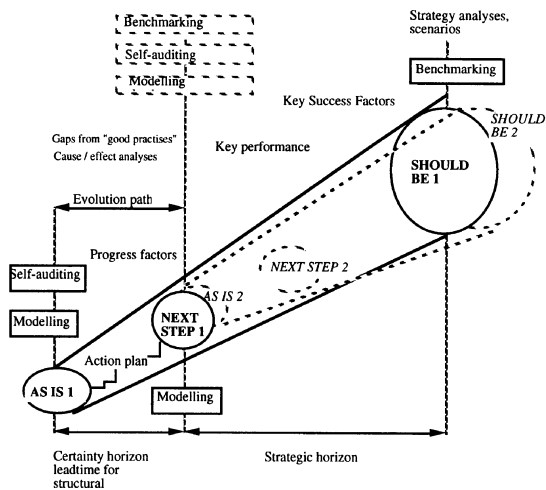 Benchmarking
Self-auditing
Modelling
Strategy analyses,
scenarios
Benchmarking
Key Success Factors
Gaps from "good practises"
Cause / effect analyses
Key performance
SHOULD
BE 2
SHOULD
BE 1
Evolution path
Progress factors
Self-auditing
Modelling
NEXT STEP 2
AS IS 2
NEXT
STEP 1
Action plan
AS IS 1
Modelling
Certainty horizon
leadtime for
structural
Strategic horizon